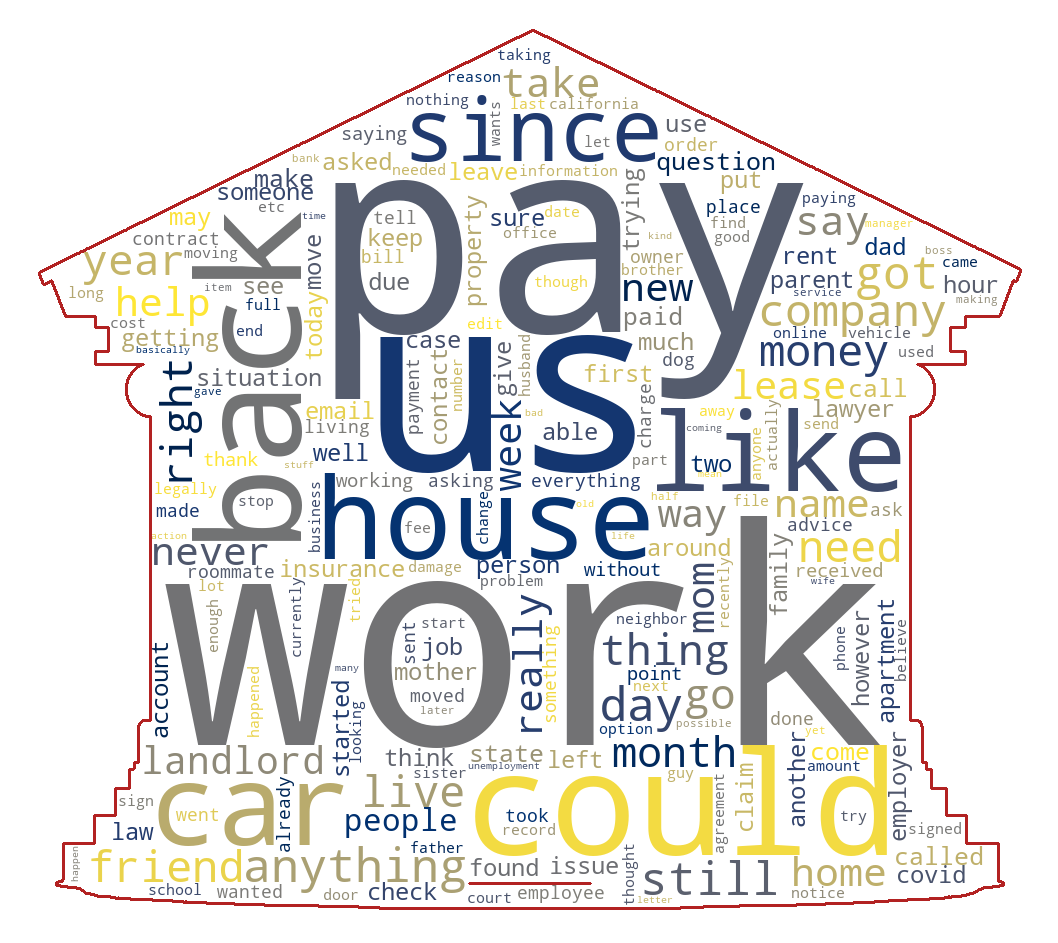 taking
reason take
nothing last california
since wants let use
saying order
bank asked needed leave information question
make someone put
etc time pay trying paying
may tell sure date place say manager
contract keep office find
moving move bill property kind good dad boss
year back see due though owner rent came
long item brother parent got hour
help full today new service making
cost end edit paid company
getting case much online vehicle used
basically husband dog money
right situation us give first
gave payment contact number lease call
email week bad charger away lawyer
living able coming like actually send
thank well part two anyone
stuff working asking everything mean
legally stop half file name ask
made business house change old way advice
action fee life
never around need
roommate insurance damage person without family received
lot problem mom recently wife
enough currently tried work really neighbor
sent start thing however phone believe
many job something point apartment
account mother next
happened moved day go
later option possible done
started looking state month yet
landlord think left come
sister unemployment guy another amount employer
sign car live could claim
went took try
law already people record agreement signed
father called
happen friend anything found issue thought still home covid
school wanted door check court employee letter notice